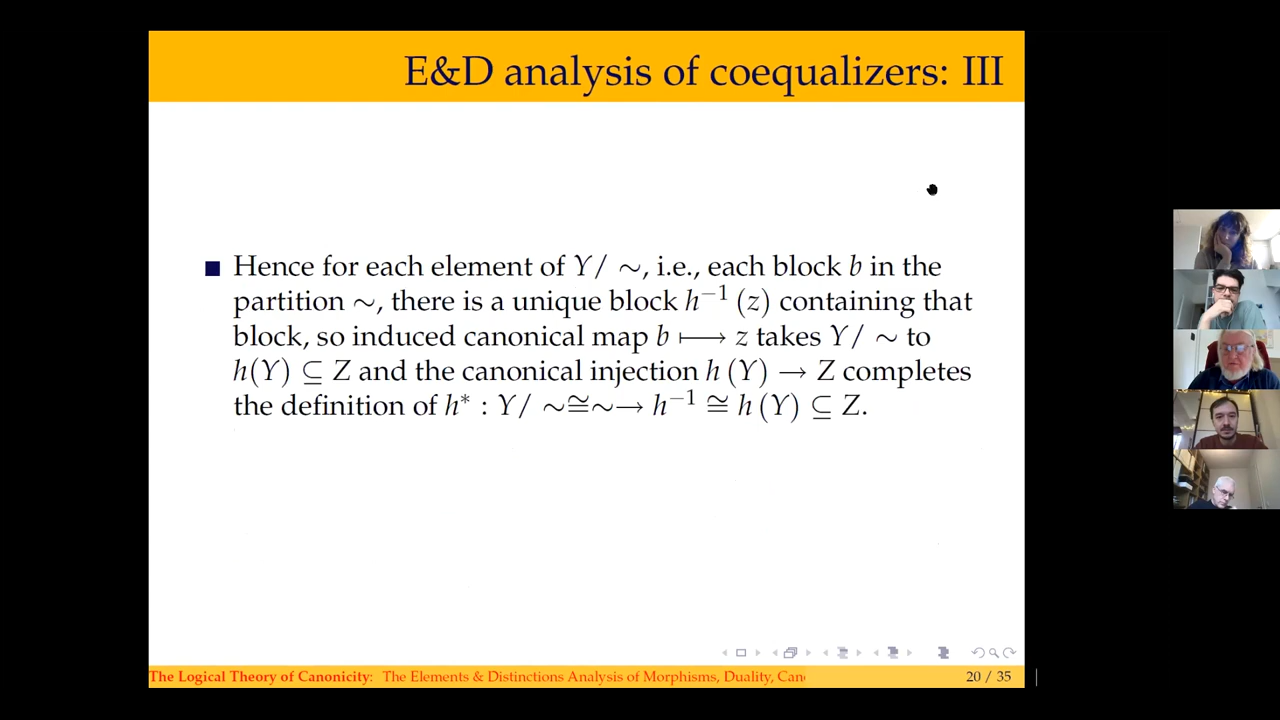 E&D analysis of coequalizers: III
■ Hence for each element of Y/ ∼, i.e., each block b in the
partition ∼, there is a unique block h⁻¹ (z) containing that
block, so induced canonical map b ⟼ z takes Y/ ∼ to
h(Y) ⊆ Z and the canonical injection h (Y) → Z completes
the definition of h* : Y/ ∼≅∼→ h⁻¹ ≅ h (Y) ⊆ Z.
The Logical Theory of Canonicity: The Elements & Distinctions Analysis of Morphisms, Duality, Can 20 / 35